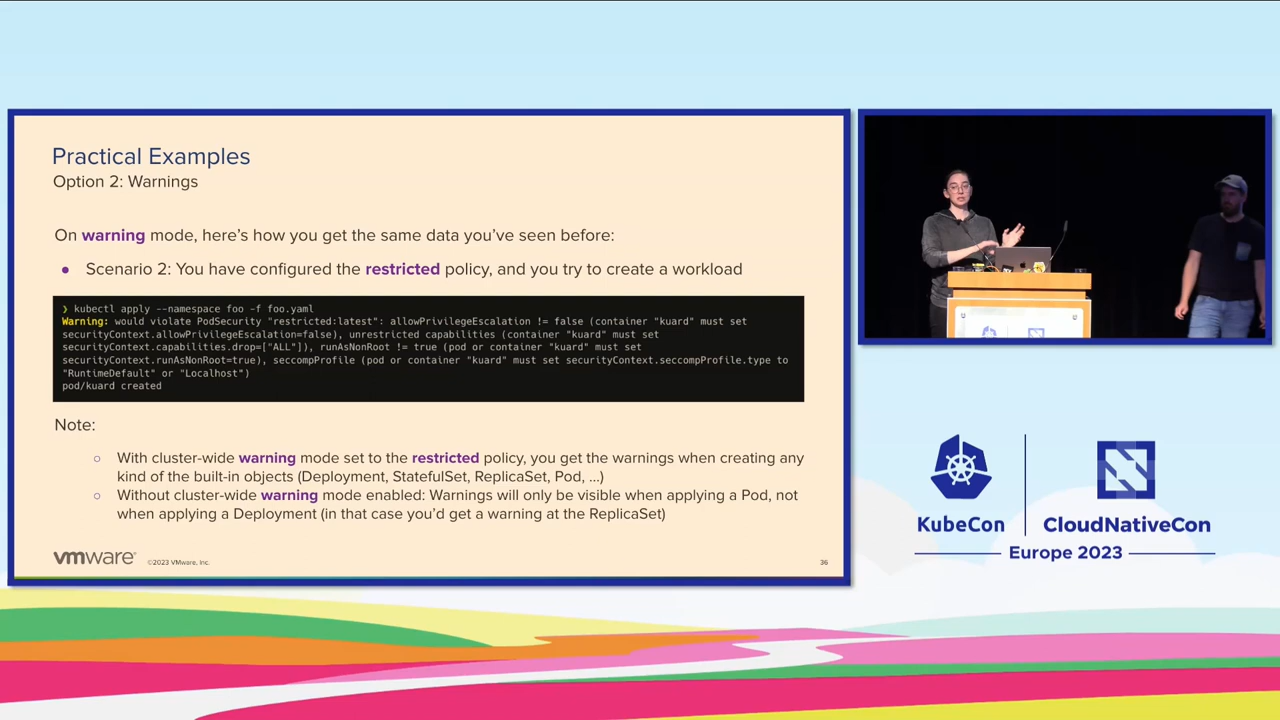 Practical Examples
Option 2: Warnings
On warning mode, here's how you get the same data you've seen before:
● Scenario 2: You have configured the restricted policy, and you try to create a workload
❯ kubectl apply --namespace foo -f foo.yaml
Warning: would violate PodSecurity "restricted:latest": allowPrivilegeEscalation != false (container "kuard" must set
securityContext.allowPrivilegeEscalation=false), unrestricted capabilities (container "kuard" must set
securityContext.capabilities.drop=["ALL"]), runAsNonRoot != true (pod or container "kuard" must set
securityContext.runAsNonRoot=true), seccompProfile (pod or container "kuard" must set securityContext.seccompProfile.type to
"RuntimeDefault" or "Localhost")
pod/kuard created
Note:
○ With cluster-wide warning mode set to the restricted policy, you get the warnings when creating any
kind of the built-in objects (Deployment, StatefulSet, ReplicaSet, Pod, ...)
○ Without cluster-wide warning mode enabled: Warnings will only be visible when applying a Pod, not
when applying a Deployment (in that case you'd get a warning at the ReplicaSet)
vmware®
©2023 VMware, Inc.
36
KubeCon
CloudNativeCon
Europe 2023